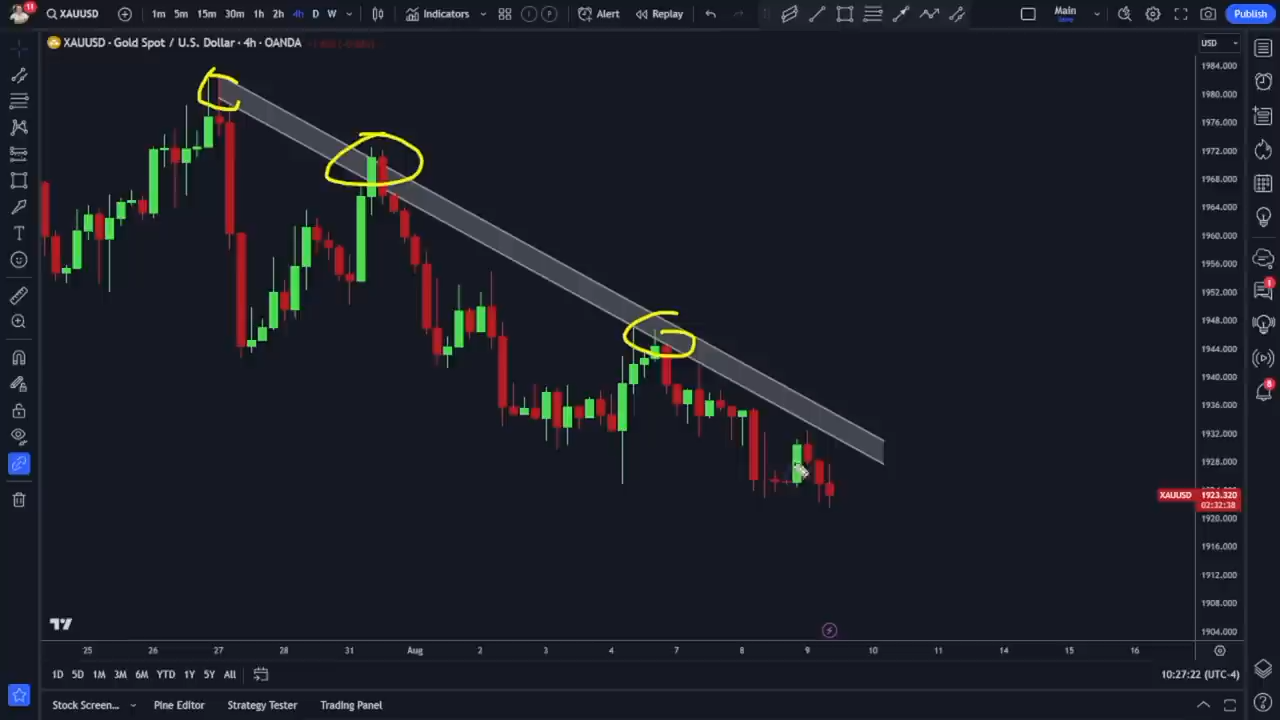 11
XAUUSD
1m 5m 15m 30m 1h 2h 4h D W
Indicators
Alert
Replay
Main
Save
Publish
XAUUSD · Gold Spot / U.S. Dollar · 4h · OANDA
USD
1984.000
1980.000
1976.000
1972.000
1968.000
1964.000
1960.000
1956.000
1952.000
1948.000
1944.000
1940.000
1936.000
1932.000
1928.000
XAUUSD 1923.320
02:32:38
1920.000
1916.000
1912.000
1908.000
1904.000
1
8
25 26 27 28 31 Aug 2 3 4 7 8 9 10 11 14 15 16
1D 5D 1M 3M 6M YTD 1Y 5Y All
10:27:22 (UTC-4)
Stock Screen... Pine Editor Strategy Tester Trading Panel